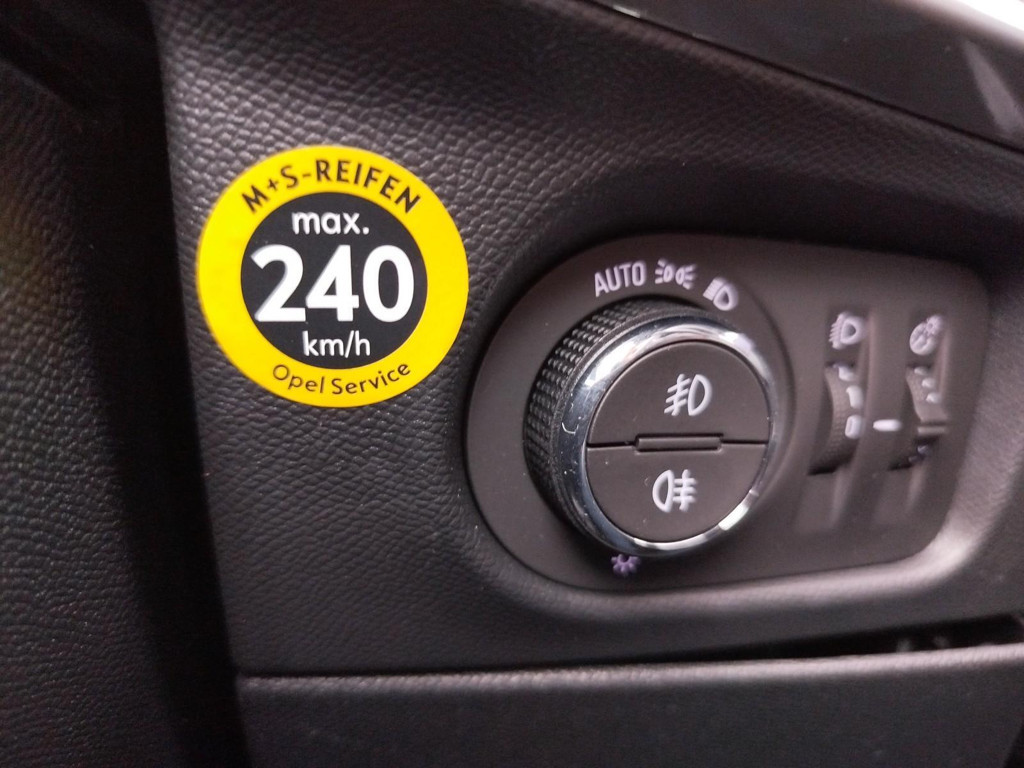 M+S-REIFEN
max.
240
km/h
Opel Service
AUTO